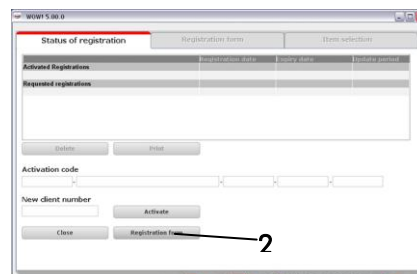 WOW! 5.00.0
Status of registration Registration form Item selection
Registration date Expiry date Update period
Activated Registrations
Requested registrations
Delete Print
Activation code
- - - -
New client number
Activate
Close Registration form
2